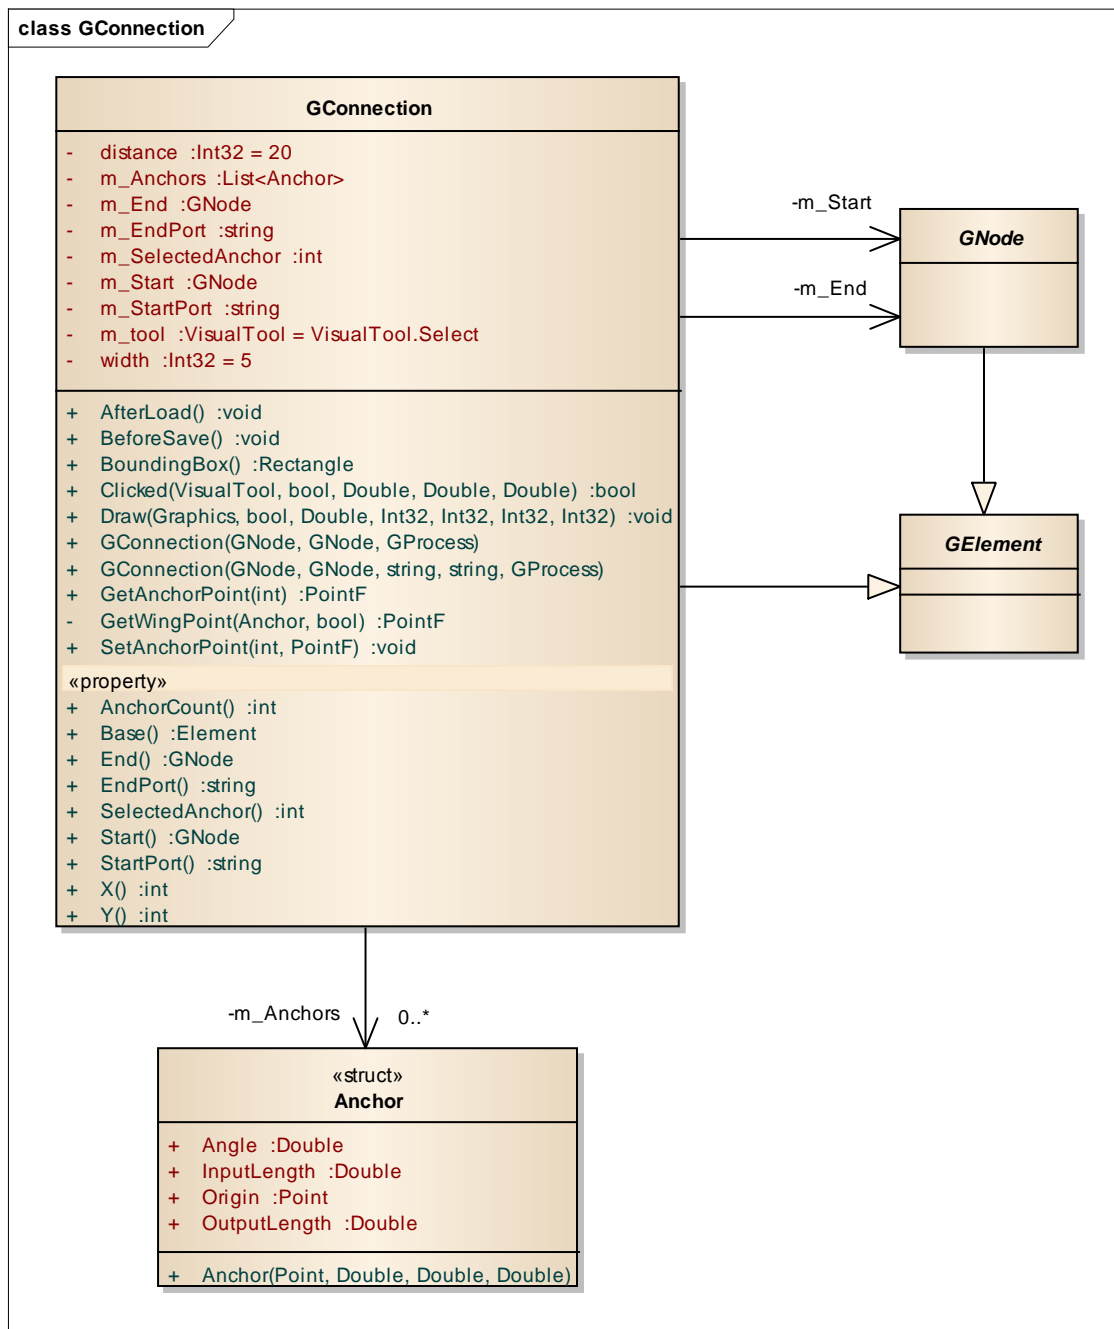 class GConnection
GConnection
- distance :Int32 = 20
- m_Anchors :List<Anchor>
- m_End :GNode
- m_EndPort :string
- m_SelectedAnchor :int
- m_Start :GNode
- m_StartPort :string
- m_tool :VisualTool = VisualTool.Select
- width :Int32 = 5
+ AfterLoad() :void
+ BeforeSave() :void
+ BoundingBox() :Rectangle
+ Clicked(VisualTool, bool, Double, Double, Double) :bool
+ Draw(Graphics, bool, Double, Int32, Int32, Int32, Int32) :void
+ GConnection(GNode, GNode, GProcess)
+ GConnection(GNode, GNode, string, string, GProcess)
+ GetAnchorPoint(int) :PointF
- GetWingPoint(Anchor, bool) :PointF
+ SetAnchorPoint(int, PointF) :void
«property»
+ AnchorCount() :int
+ Base() :Element
+ End() :GNode
+ EndPort() :string
+ SelectedAnchor() :int
+ Start() :GNode
+ StartPort() :string
+ X() :int
+ Y() :int
-m_Start
-m_End
GNode
GElement
-m_Anchors
0..*
«struct»
Anchor
+ Angle :Double
+ InputLength :Double
+ Origin :Point
+ OutputLength :Double
+ Anchor(Point, Double, Double, Double)